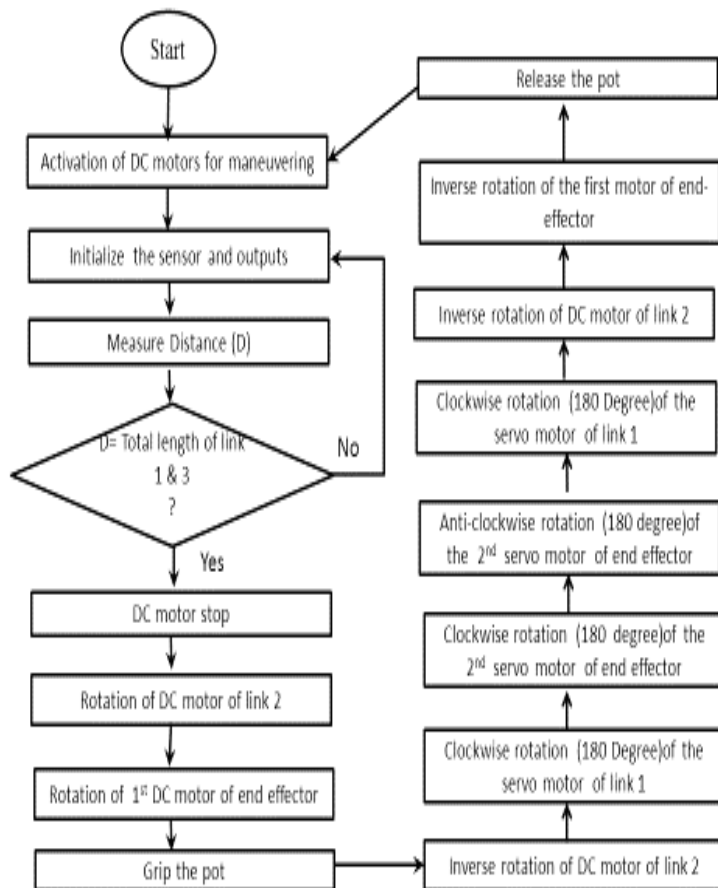 Start
Activation of DC motors for maneuvering
Initialize the sensor and outputs
Measure Distance (D)
D= Total length of link
1 & 3
?
No
Yes
DC motor stop
Rotation of DC motor of link 2
Rotation of 1st DC motor of end effector
Grip the pot
Release the pot
Inverse rotation of the first motor of end-
effector
Inverse rotation of DC motor of link 2
Clockwise rotation (180 Degree)of the
servo motor of link 1
Anti-clockwise rotation (180 degree)of
the 2nd servo motor of end effector
Clockwise rotation (180 degree)of the
2nd servo motor of end effector
Clockwise rotation (180 Degree)of the
servo motor of link 1
Inverse rotation of DC motor of link 2